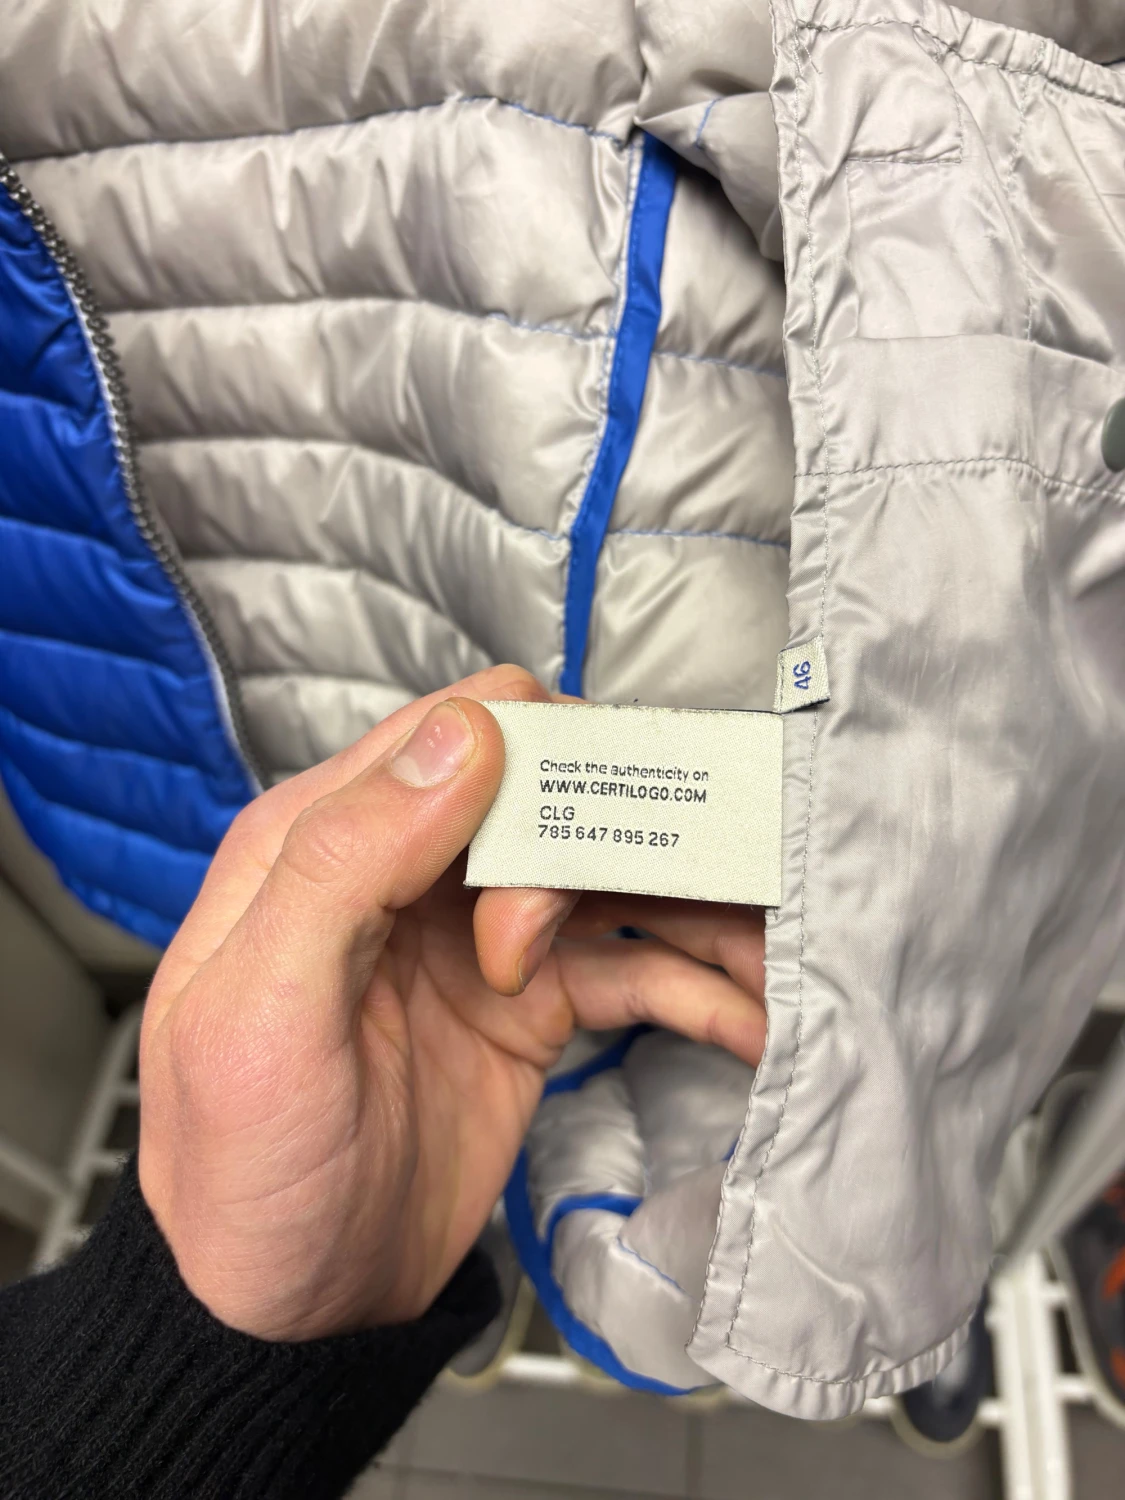 46
Check the authenticity on
WWW.CERTILOGO.COM
CLG
785 647 895 267